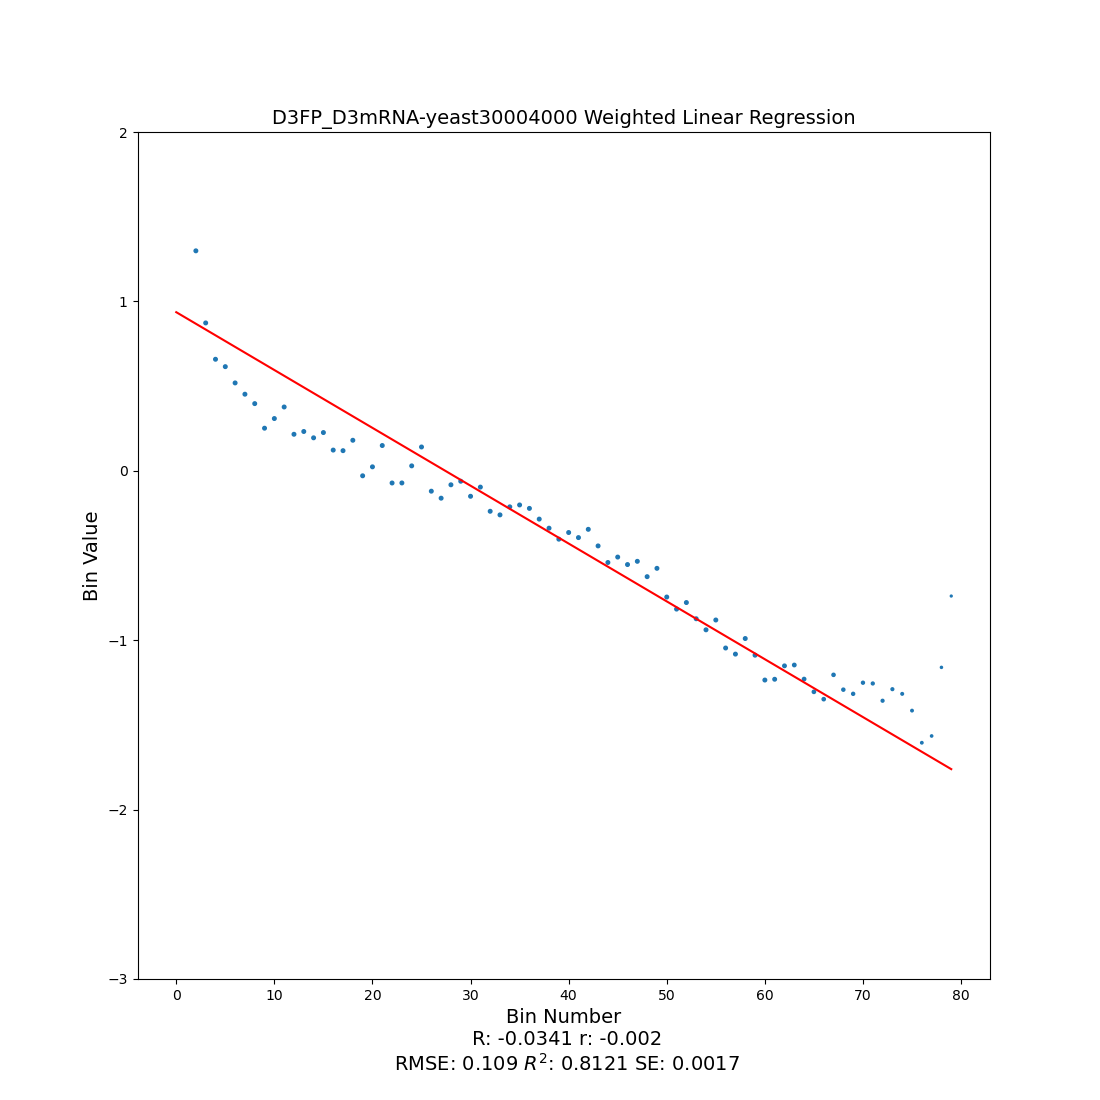 D3FP_D3mRNA-yeast30004000 Weighted Linear Regression
2
1
0
−1
−2
−3
Bin Value
0 10 20 30 40 50 60 70 80
Bin Number
R: -0.0341 r: -0.002
RMSE: 0.109 R²: 0.8121 SE: 0.0017